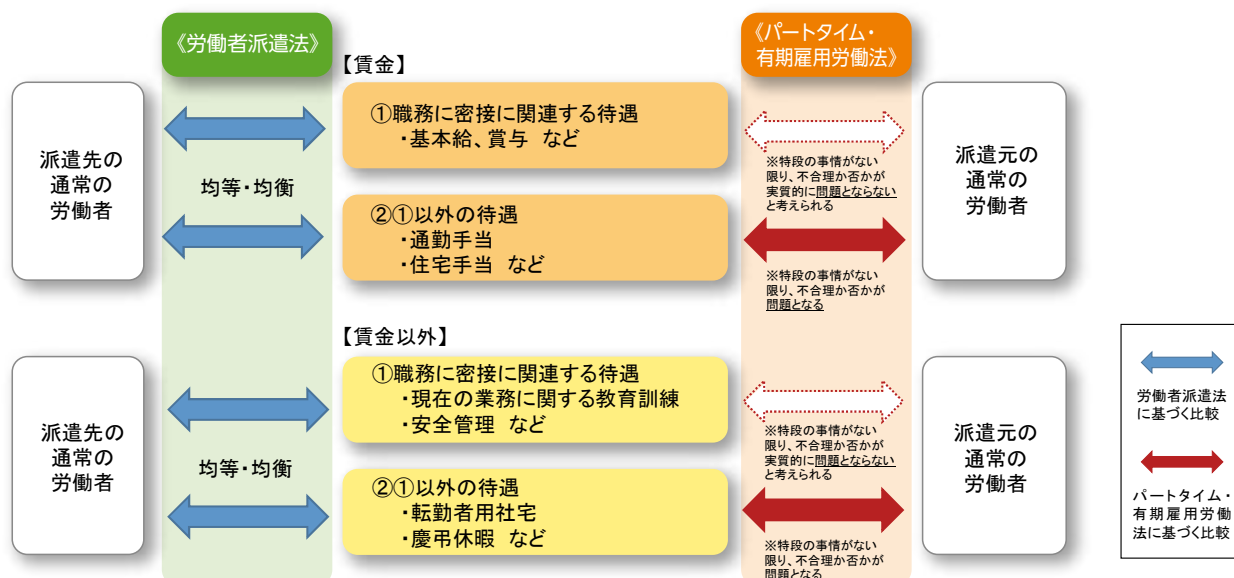 《労働者派遣法》
《パートタイム・
有期雇用労働法》
【賃金】
派遣先の
通常の
労働者
均等・均衡
①職務に密接に関連する待遇
・基本給、賞与 など
②①以外の待遇
・通勤手当
・住宅手当 など
※特段の事情がない
限り、不合理か否かが
実質的に問題とならない
と考えられる
※特段の事情がない
限り、不合理か否かが
問題となる
派遣元の
通常の
労働者
【賃金以外】
派遣先の
通常の
労働者
均等・均衡
①職務に密接に関連する待遇
・現在の業務に関する教育訓練
・安全管理 など
②①以外の待遇
・転勤者用社宅
・慶弔休暇 など
※特段の事情がない
限り、不合理か否かが
実質的に問題とならない
と考えられる
※特段の事情がない
限り、不合理か否かが
問題となる
派遣元の
通常の
労働者
労働者派遣法
に基づく比較
パートタイム・
有期雇用労働
法に基づく比較